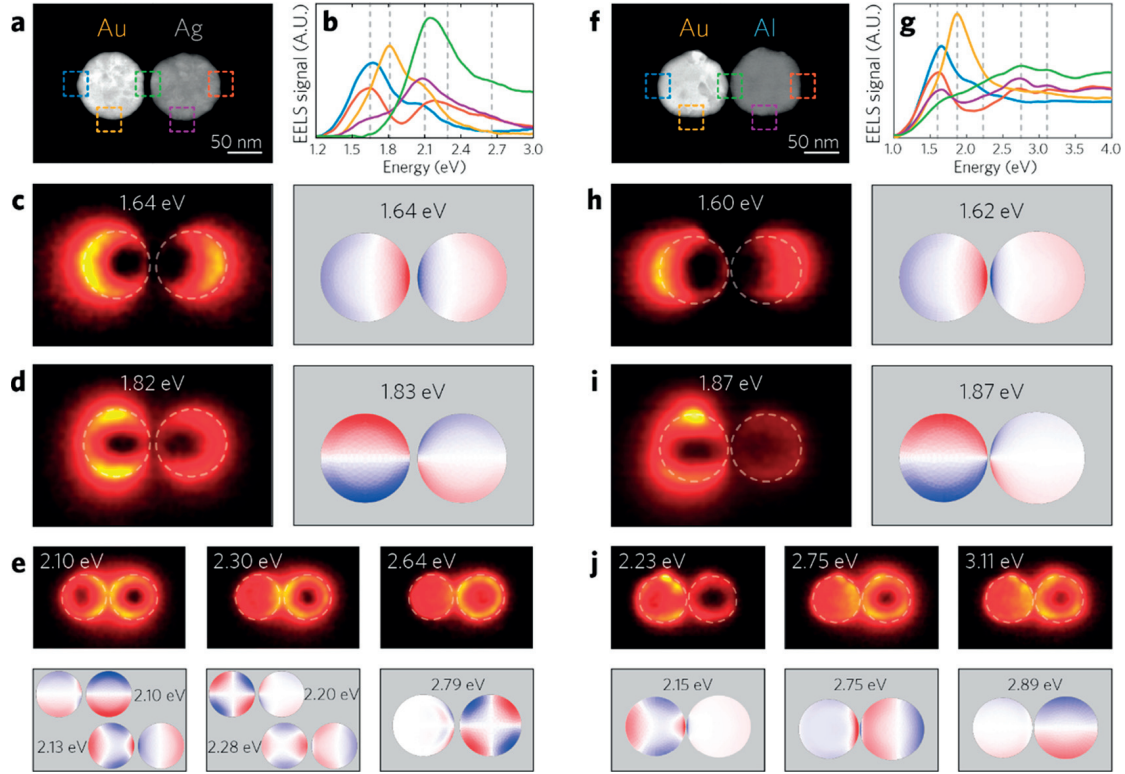 a
Au
Ag
50 nm
b
EELS signal (A.U.)
1.2 1.5 1.8 2.1 2.4 2.7 3.0
Energy (eV)
f
Au
Al
50 nm
g
EELS signal (A.U.)
1.0 1.5 2.0 2.5 3.0 3.5 4.0
Energy (eV)
c
1.64 eV
1.64 eV
h
1.60 eV
1.62 eV
d
1.82 eV
1.83 eV
i
1.87 eV
1.87 eV
e
2.10 eV
2.30 eV
2.64 eV
2.10 eV
2.13 eV
2.20 eV
2.28 eV
2.79 eV
j
2.23 eV
2.75 eV
3.11 eV
2.15 eV
2.75 eV
2.89 eV